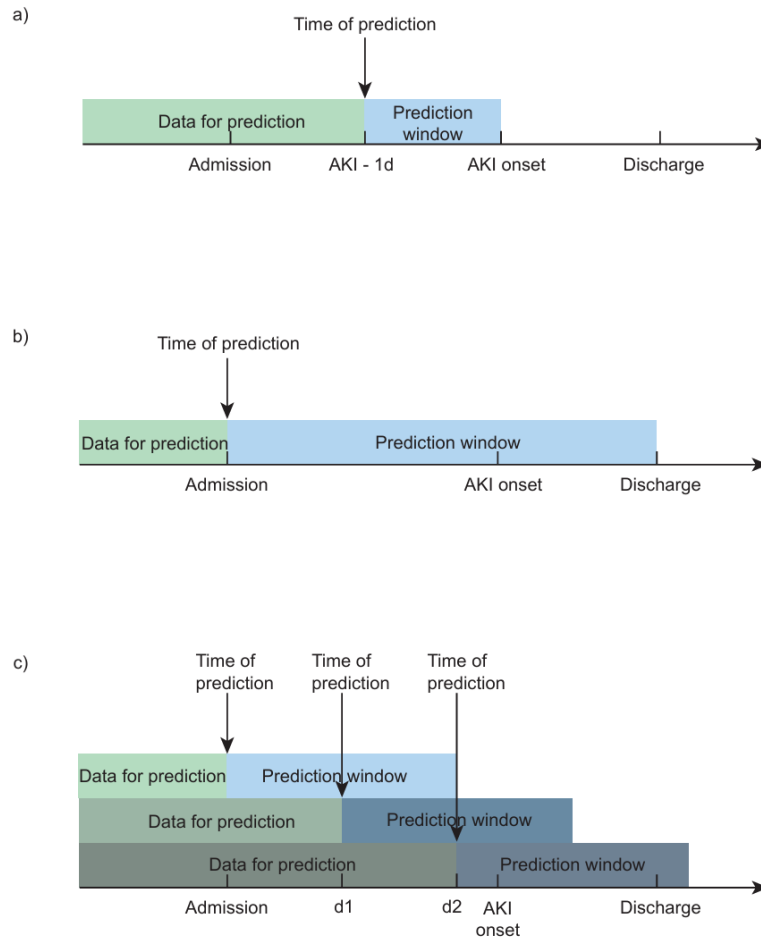 a)
Time of prediction
Data for prediction
Prediction
window
Admission
AKI - 1d
AKI onset
Discharge
b)
Time of prediction
Data for prediction
Prediction window
Admission
AKI onset
Discharge
c)
Time of
prediction
Time of
prediction
Time of
prediction
Data for prediction
Prediction window
Data for prediction
Prediction window
Data for prediction
Prediction window
Admission
d1
d2
AKI
onset
Discharge